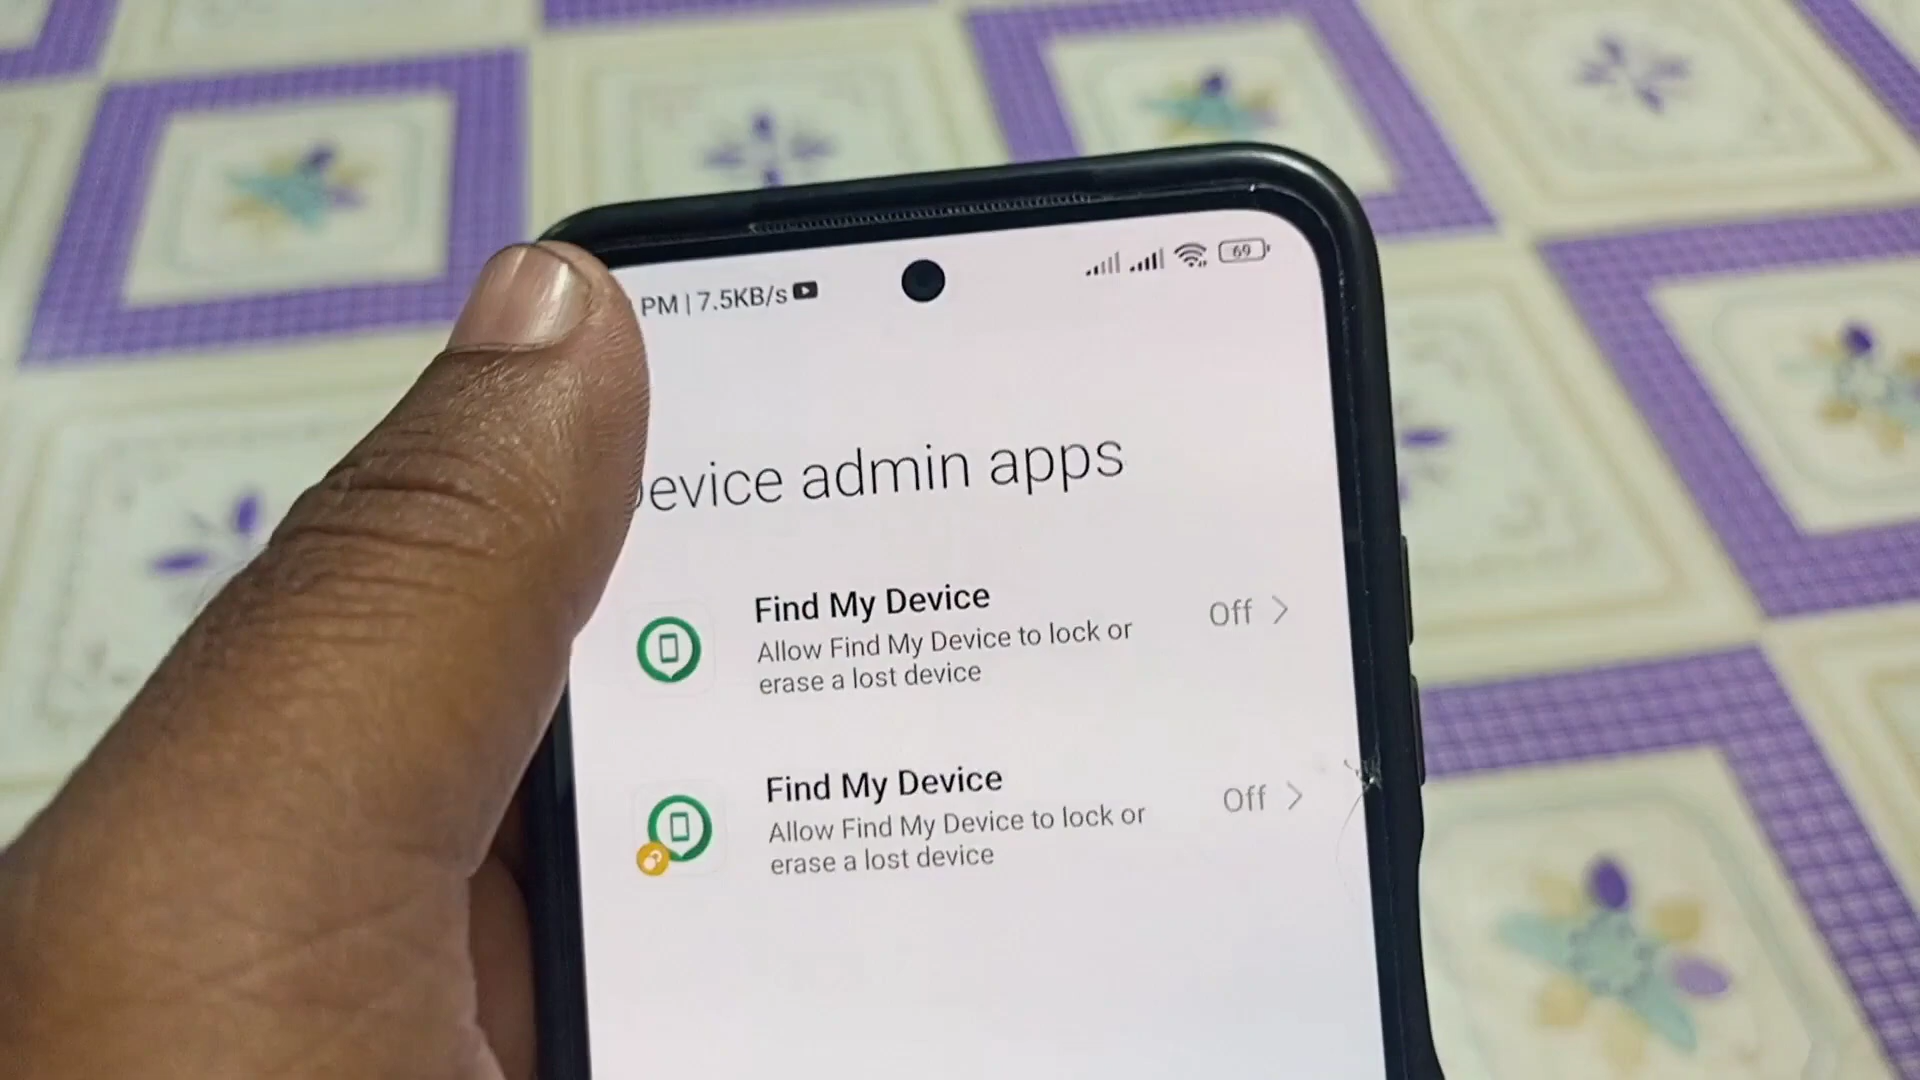 PM | 7.5KB/s
69
evice admin apps
Find My Device
Allow Find My Device to lock or
erase a lost device
Off
Find My Device
Allow Find My Device to lock or
erase a lost device
Off